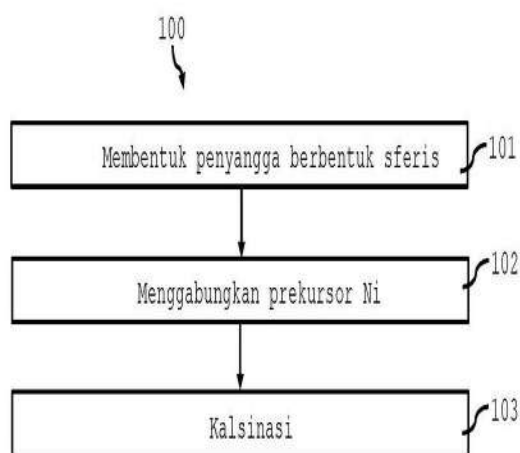 100
Membentuk penyangga berbentuk sferis
101
Menggabungkan prekursor Ni
102
Kalsinasi
103